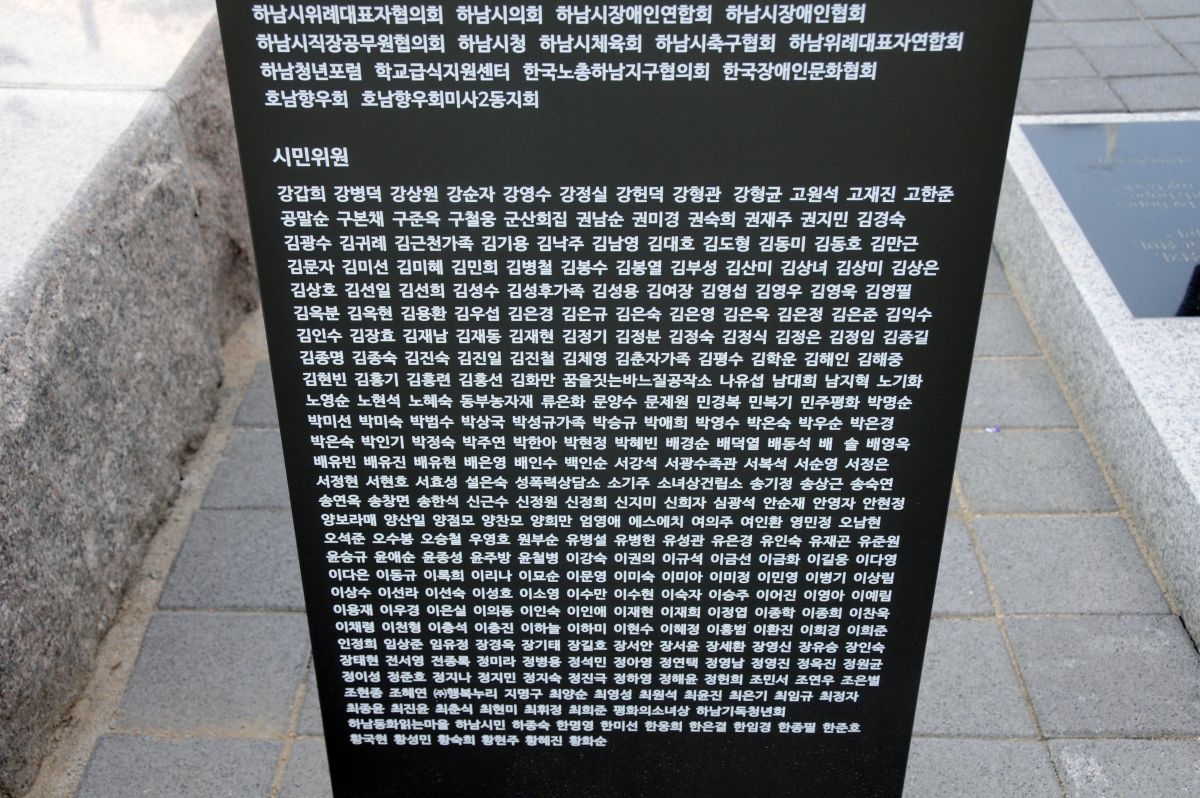 하남시위례대표자협의회 하남시의회 하남시장애인연합회 하남시장애인협회
하남시직장공무원협의회 하남시청 하남시체육회 하남시축구협회 하남위례대표자연합회
하남청년포럼 학교급식지원센터 한국노총하남지구협의회 한국장애인문화협회
호남향우회 호남향우회미사2동지회
시민위원
강갑희 강병덕 강상원 강순자 강영수 강정실 강헌덕 강형관 강형균 고원석 고재진 고한준
공말순 구본채 구준옥 구철웅 군산회집 권남순 권미경 권숙희 권재주 권지민 김경숙
김광수 김귀례 김근천가족 김기용 김낙주 김남영 김대호 김도형 김동미 김동호 김만근
김문자 김미선 김미혜 김민희 김병철 김봉수 김봉열 김부성 김산미 김상녀 김상미 김상은
김상호 김선일 김선희 김성수 김성후가족 김성용 김여장 김영섭 김영우 김영욱 김영필
김옥분 김옥현 김용환 김우섭 김은경 김은규 김은숙 김은영 김은옥 김은정 김은준 김익수
김인수 김장효 김재남 김재동 김재현 김정기 김정분 김정숙 김정식 김정은 김정임 김종길
김종명 김종숙 김진숙 김진일 김진철 김체영 김춘자가족 김평수 김학운 김해인 김해중
김현빈 김홍기 김홍련 김홍선 김화만 꿈을짓는바느질공작소 나유섭 남대희 남지혁 노기화
노영순 노현석 노혜숙 동부농자재 류은화 문양수 문제원 민경복 민복기 민주평화 박명순
박미선 박미숙 박범수 박상국 박성규가족 박승규 박애희 박영수 박은숙 박우순 박은경
박은숙 박인기 박정숙 박주연 박한아 박현정 박혜빈 배경순 배덕열 배동석 배 솔 배영옥
배유빈 배유진 배유현 배은영 배인수 백인순 서강석 서광수족관 서복석 서순영 서정은
서정현 서현호 서효성 설은숙 성폭력상담소 소기주 소녀상건립소 송기정 송상근 송숙연
송연옥 송창면 송한석 신근수 신정원 신정희 신지미 신희자 심광석 안순재 안영자 안현정
양보라매 양산일 양점모 양찬모 양희만 엄영애 에스에치 여의주 여인환 영민정 오남현
오석준 오수봉 오승철 우영호 원부순 유병설 유병헌 유성관 유은경 유인숙 유재곤 유준원
윤승규 윤애순 윤종성 윤주방 윤철병 이강숙 이권의 이규석 이금선 이금화 이길웅 이다영
이다은 이동규 이록희 이리나 이묘순 이문영 이미숙 이미아 이미정 이민영 이병기 이상림
이상수 이선라 이선숙 이성호 이소영 이수만 이수현 이숙자 이승주 이어진 이영아 이예림
이용재 이우경 이은실 이의동 이인숙 이인애 이재현 이재희 이정엽 이종학 이종희 이찬욱
이채령 이천형 이충석 이충진 이하늘 이하미 이현수 이혜정 이홍범 이환진 이희경 이희준
인정희 임상준 임유정 장경옥 장기태 장길호 장서안 장서윤 장세환 장영신 장유승 장인숙
장태현 전서영 전종록 정미라 정병용 정석민 정아영 정연택 정영남 정영진 정옥진 정원균
정이성 정준호 정지나 정지민 정지숙 정진극 정하영 정해윤 정헌희 조민서 조연우 조은별
조현종 조혜연 ㈜행복누리 지명구 최양순 최영성 최원석 최윤진 최은기 최임규 최정자
최종윤 최진윤 최춘식 최현미 최휘정 최희준 평화의소녀상 하남기독청년회
하남동화읽는마을 하남시민 하종숙 한명영 한미선 한웅희 한은결 한임경 한종필 한준호
황국현 황성민 황숙희 황현주 황혜진 황화순